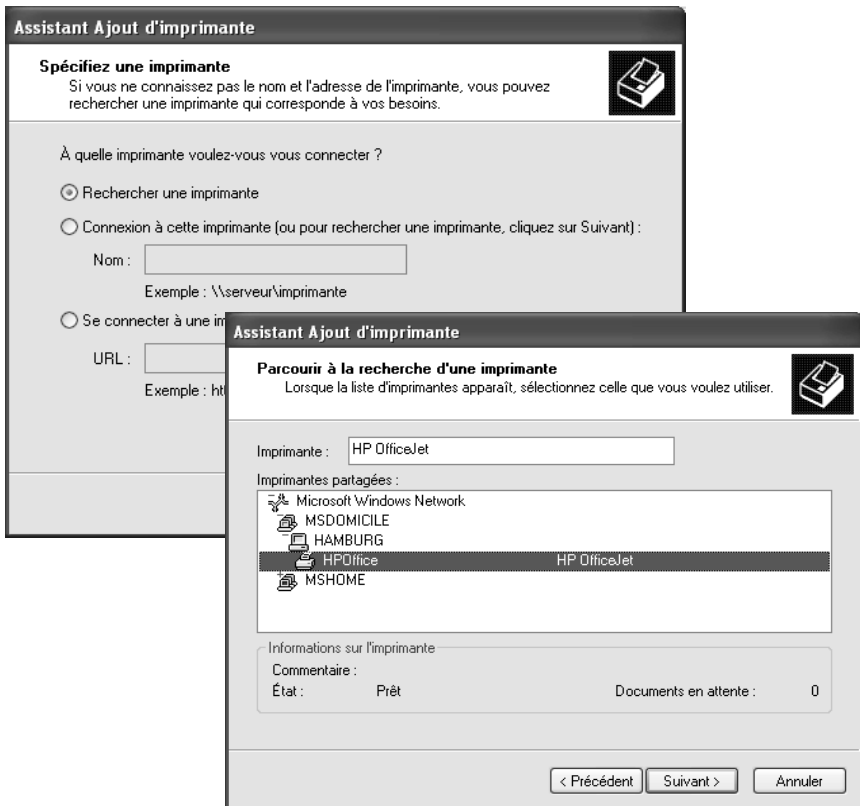 Assistant Ajout d'imprimante
Spécifiez une imprimante
Si vous ne connaissez pas le nom et l'adresse de l'imprimante, vous pouvez
rechercher une imprimante qui corresponde à vos besoins.
À quelle imprimante voulez-vous vous connecter ?
Rechercher une imprimante
Connexion à cette imprimante (ou pour rechercher une imprimante, cliquez sur Suivant) :
Nom :
Exemple : \\serveur\imprimante
Se connecter à une im
URL :
Exemple : htt
Assistant Ajout d'imprimante
Parcourir à la recherche d'une imprimante
Lorsque la liste d'imprimantes apparaît, sélectionnez celle que vous voulez utiliser.
Imprimante : HP OfficeJet
Imprimantes partagées :
Microsoft Windows Network
MSDOMICILE
HAMBURG
HPOffice HP OfficeJet
MSHOME
Informations sur l'imprimante
Commentaire :
État : Prêt Documents en attente : 0
< Précédent Suivant > Annuler